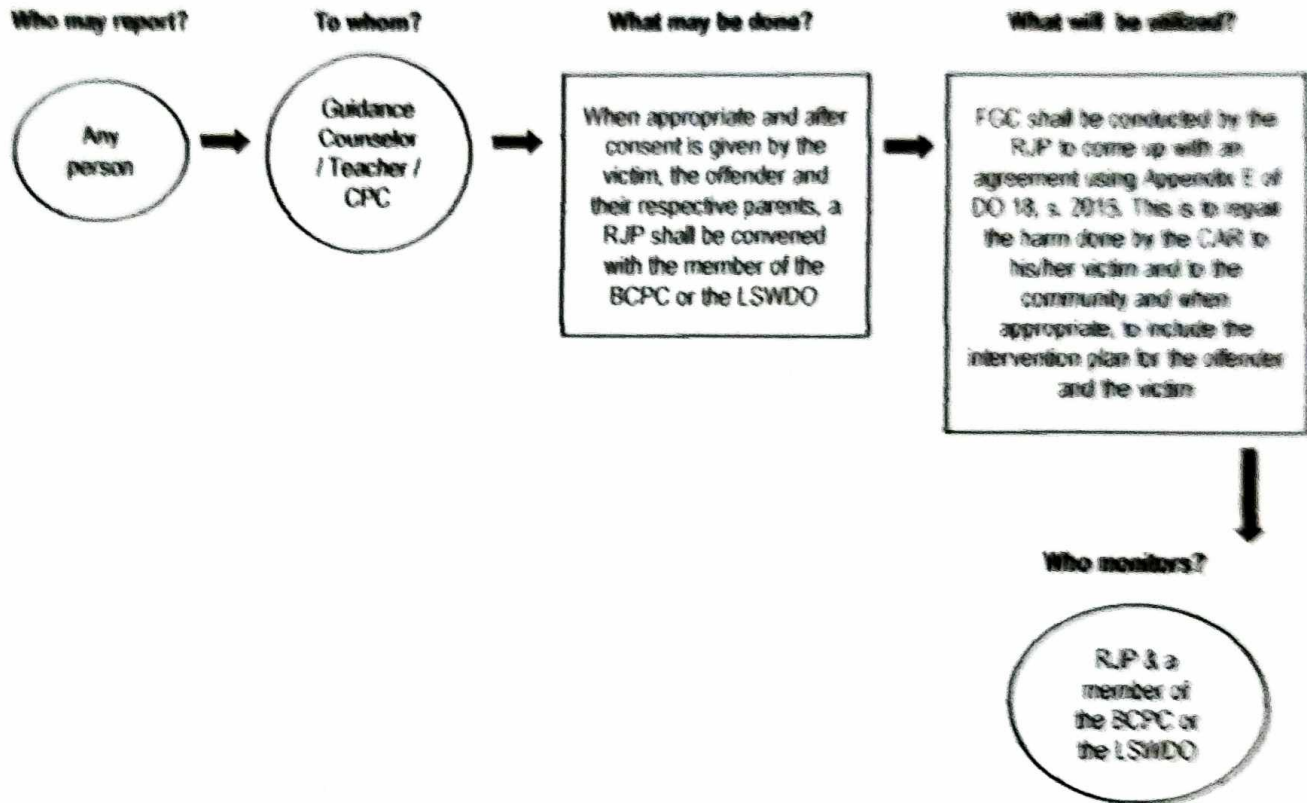 Who may report?
To whom?
What may be done?
What will be utilized?
Any
person
Guidance
Counselor
/ Teacher /
CPC
When appropriate and after
consent is given by the
victim, the offender and
their respective parents, a
RJP shall be convened
with the member of the
BCPC or the LSWDO
FGC shall be conducted by the
RJP to come up with an
agreement using Appendix E of
DO 18, s. 2015. This is to repair
the harm done by the CAR to
his/her victim and to the
community and when
appropriate, to include the
intervention plan for the offender
and the victim
Who monitors?
RJP & a
member of
the BCPC or
the LSWDO